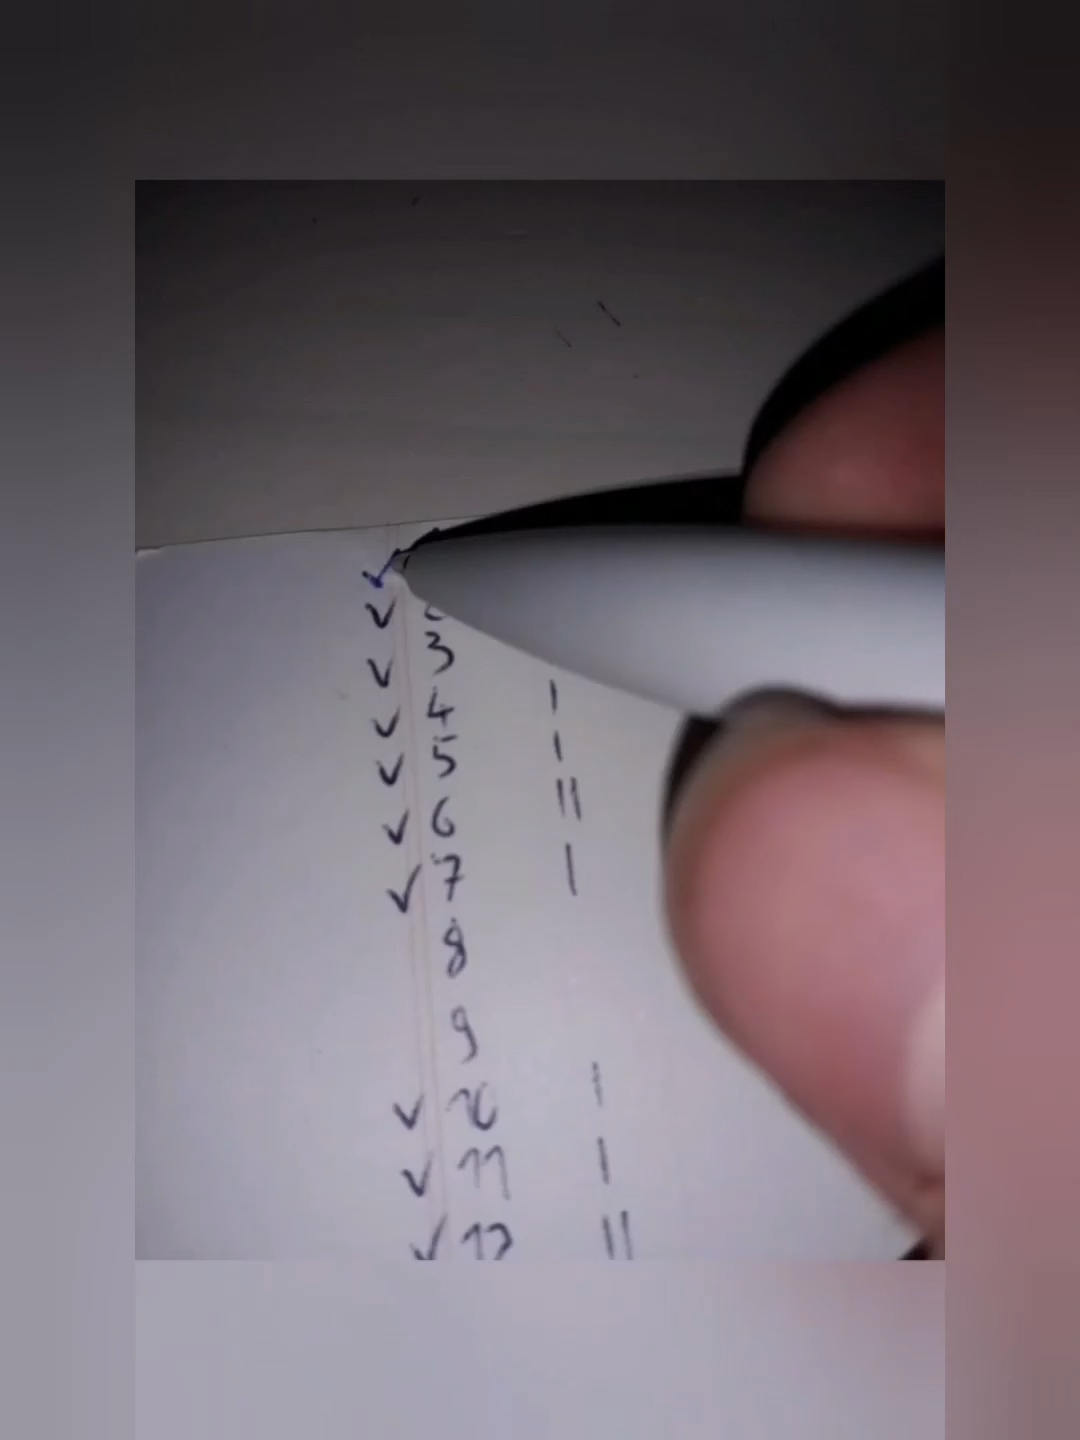 ✓
✓
✓ 3
✓ 4 |
✓ 5 |
✓ 6 ||
✓ 7 |
8
9
✓ 10 |
✓ 11 |
✓ 12 ||